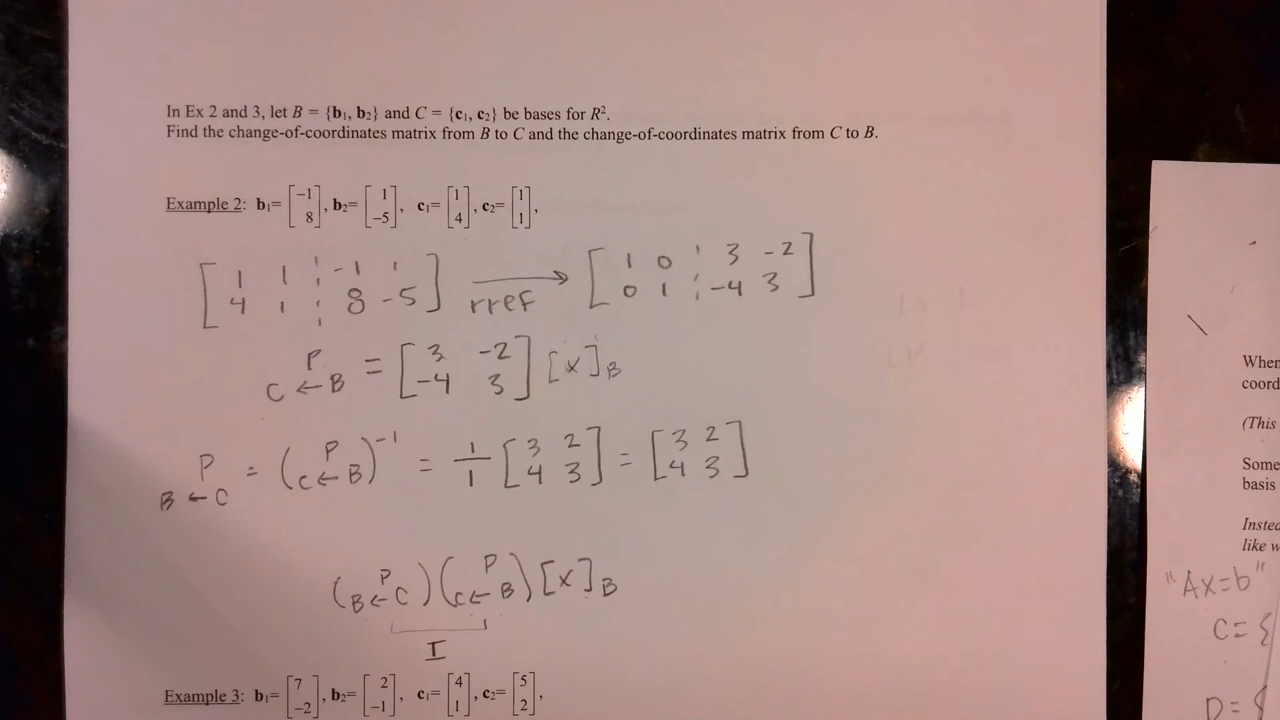 In Ex 2 and 3, let B = {b₁, b₂} and C = {c₁, c₂} be bases for R².
Find the change-of-coordinates matrix from B to C and the change-of-coordinates matrix from C to B.
Example 2: b₁= [−1 8], b₂= [1 −5], c₁= [1 4], c₂= [1 1],
[1 1 ¦ -1 1
4 1 ¦ 8 -5] → rref [1 0 ¦ 3 -2
0 1 ¦ -4 3]
P C←B = [3 -2
-4 3] [x]B
P B←C = (P C←B)⁻¹ = 1/1 [3 2
4 3] = [3 2
4 3]
(P B←C)(P C←B)[x]B
I
Example 3: b₁= [7 −2], b₂= [2 −1], c₁= [4 1], c₂= [5 2],
When
coord
(This
Some
basis
Instea
like w
"Ax=b"
C = {
D = {